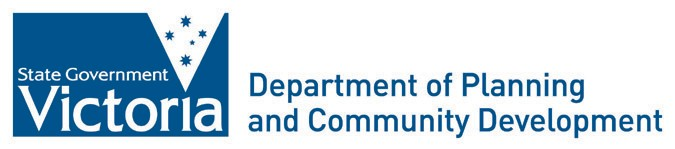 State Government
Victoria
Department of Planning
and Community Development